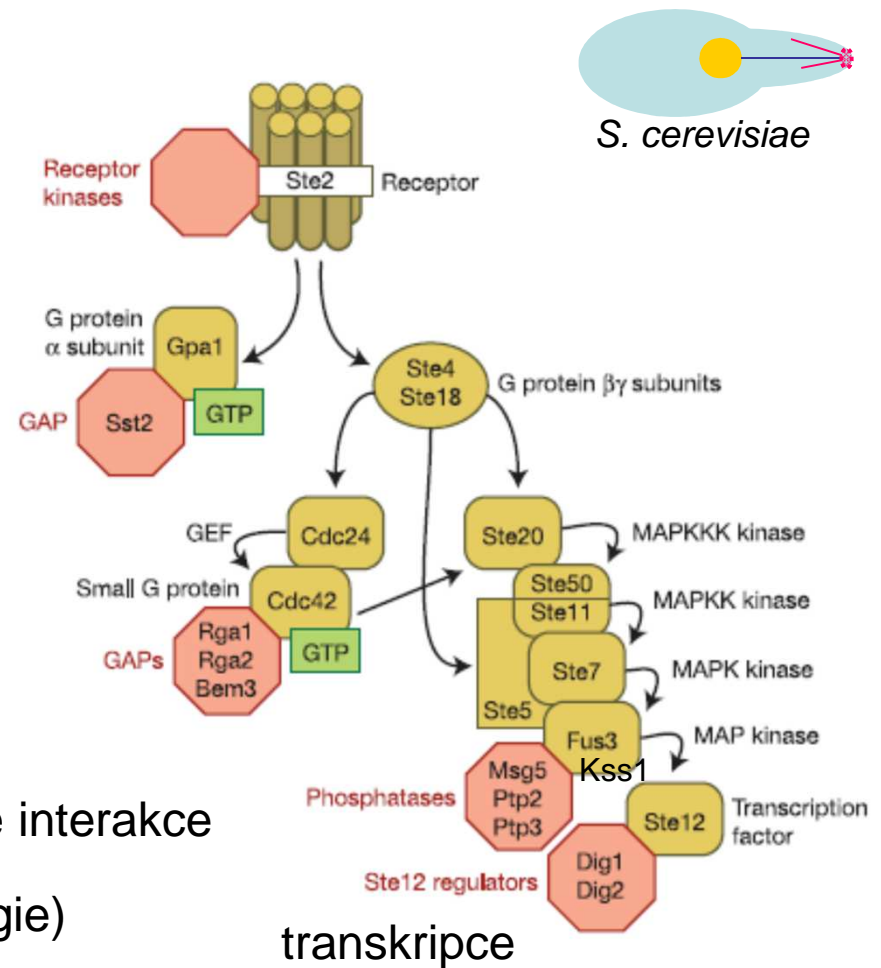 S. cerevisiae
Receptor
kinases
Ste2
Receptor
G protein
α subunit
Gpa1
GAP
Sst2
GTP
Ste4
Ste18
G protein βγ subunits
GEF
Cdc24
Ste20
MAPKKK kinase
Small G protein
Cdc42
Ste50
Ste11
MAPKK kinase
GAPs
Rga1
Rga2
Bem3
GTP
Ste7
MAPK kinase
Ste5
Fus3
Kss1
MAP kinase
Phosphatases
Msg5
Ptp2
Ptp3
Ste12
Transcription
factor
Ste12 regulators
Dig1
Dig2
interakce
gie)
transkripce